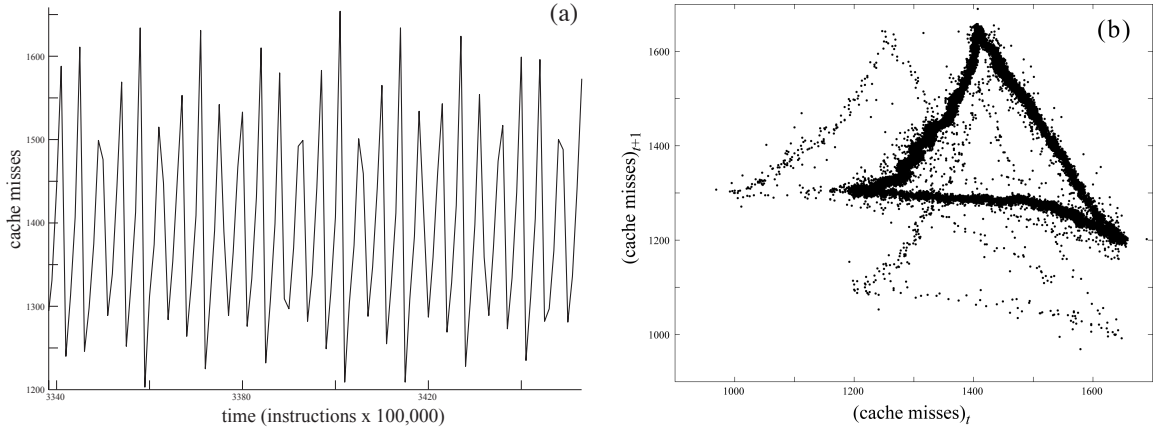 (a)
1600
1500
1400
1300
1200
cache misses
3340
3380
3420
time (instructions x 100,000)
(b)
1600
1400
1200
1000
(cache misses)t+1
1000
1200
1400
1600
(cache misses)t